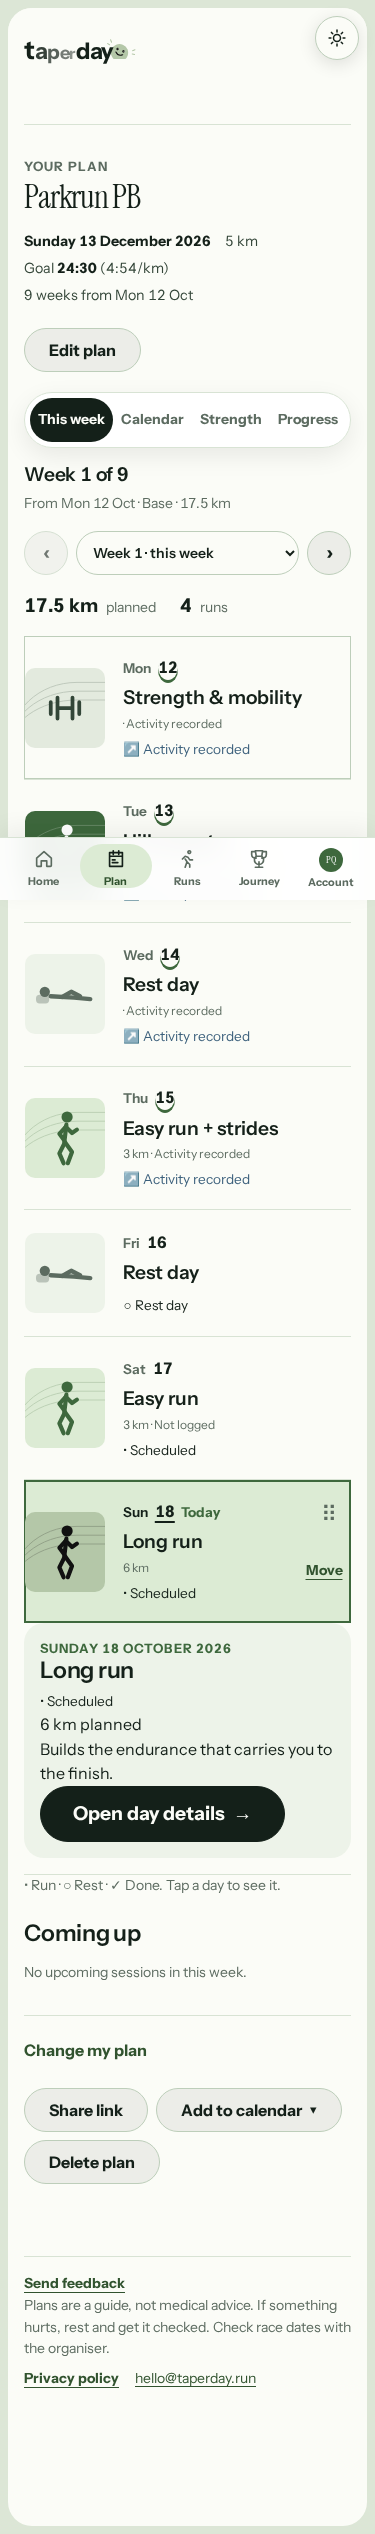 taperday
YOUR PLAN
Parkrun PB
Sunday 13 December 2026 5 km
Goal 24:30 (4:54/km)
9 weeks from Mon 12 Oct
Edit plan
This week Calendar Strength Progress
Week 1 of 9
From Mon 12 Oct · Base · 17.5 km
‹ Week 1 · this week ›
17.5 km planned 4 runs
Mon 12
Strength & mobility
· Activity recorded
↗ Activity recorded
Tue 13
Home Plan Runs Journey PQ Account
Wed 14
Rest day
· Activity recorded
↗ Activity recorded
Thu 15
Easy run + strides
3 km · Activity recorded
↗ Activity recorded
Fri 16
Rest day
○ Rest day
Sat 17
Easy run
3 km · Not logged
• Scheduled
Sun 18 Today
Long run
6 km
Move
• Scheduled
SUNDAY 18 OCTOBER 2026
Long run
• Scheduled
6 km planned
Builds the endurance that carries you to
the finish.
Open day details →
• Run · ○ Rest · ✓ Done. Tap a day to see it.
Coming up
No upcoming sessions in this week.
Change my plan
Share link Add to calendar ▾
Delete plan
Send feedback
Plans are a guide, not medical advice. If something
hurts, rest and get it checked. Check race dates with
the organiser.
Privacy policy hello@taperday.run